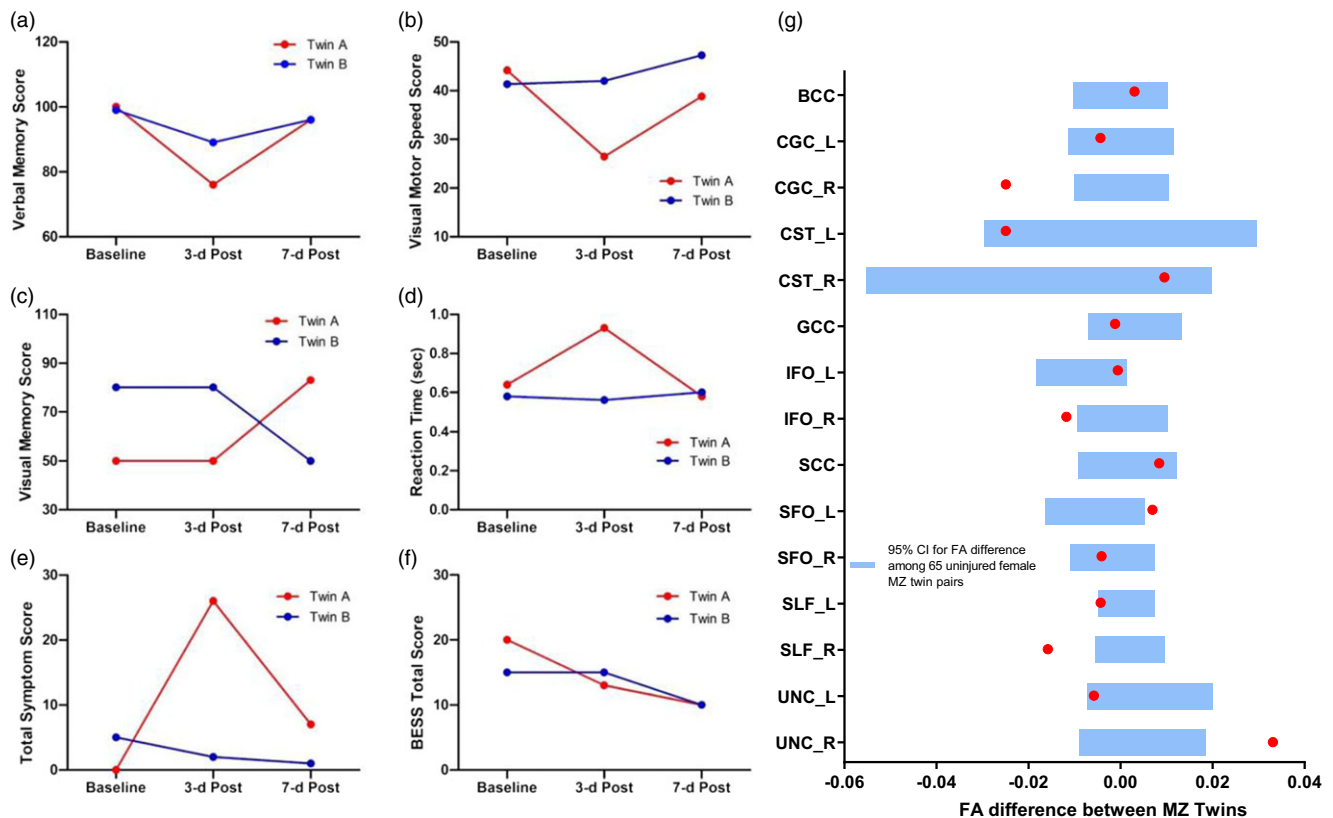 (a)
120
100
80
60
Verbal Memory Score
Twin A
Twin B
Baseline 3-d Post 7-d Post
(b)
50
40
30
20
10
Visual Motor Speed Score
Twin A
Twin B
Baseline 3-d Post 7-d Post
(c)
110
90
70
50
30
Visual Memory Score
Twin A
Twin B
Baseline 3-d Post 7-d Post
(d)
1.0
0.8
0.6
0.4
0.2
0.0
Reaction Time (sec)
Twin A
Twin B
Baseline 3-d Post 7-d Post
(e)
30
20
10
0
Total Symptom Score
Twin A
Twin B
Baseline 3-d Post 7-d Post
(f)
30
20
10
0
BESS Total Score
Twin A
Twin B
Baseline 3-d Post 7-d Post
(g)
BCC
CGC_L
CGC_R
CST_L
CST_R
GCC
IFO_L
IFO_R
SCC
SFO_L
SFO_R
SLF_L
SLF_R
UNC_L
UNC_R
95% CI for FA difference
among 65 uninjured female
MZ twin pairs
-0.06 -0.04 -0.02 0.00 0.02 0.04
FA difference between MZ Twins